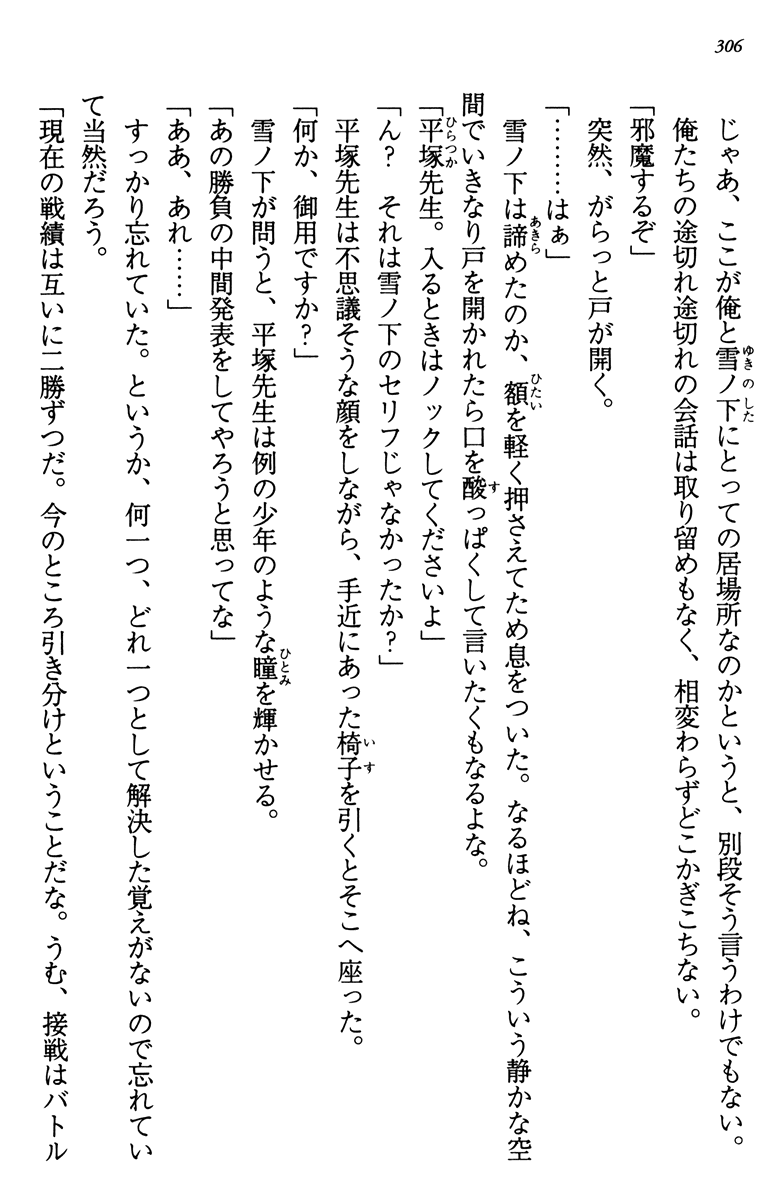 306
じゃあ、ここが俺と雪ノ下にとっての居場所なのかというと、別段そう言うわけでもない。
俺たちの途切れ途切れの会話は取り留めもなく、相変わらずどこかぎこちない。
「邪魔するぞ」
突然、がらっと戸が開く。
「………はぁ」
雪ノ下は諦めたのか、額を軽く押さえてため息をついた。なるほどね、こういう静かな空
間でいきなり戸を開かれたら口を酸っぱくして言いたくもなるよな。
「平塚先生。入るときはノックしてくださいよ」
「ん？　それは雪ノ下のセリフじゃなかったか？」
平塚先生は不思議そうな顔をしながら、手近にあった椅子を引くとそこへ座った。
「何か、御用ですか？」
雪ノ下が問うと、平塚先生は例の少年のような瞳を輝かせる。
「あの勝負の中間発表をしてやろうと思ってな」
「ああ、あれ……」
すっかり忘れていた。というか、何一つ、どれ一つとして解決した覚えがないので忘れてい
て当然だろう。
「現在の戦績は互いに二勝ずつだ。今のところ引き分けということだな。うむ、接戦はバトル